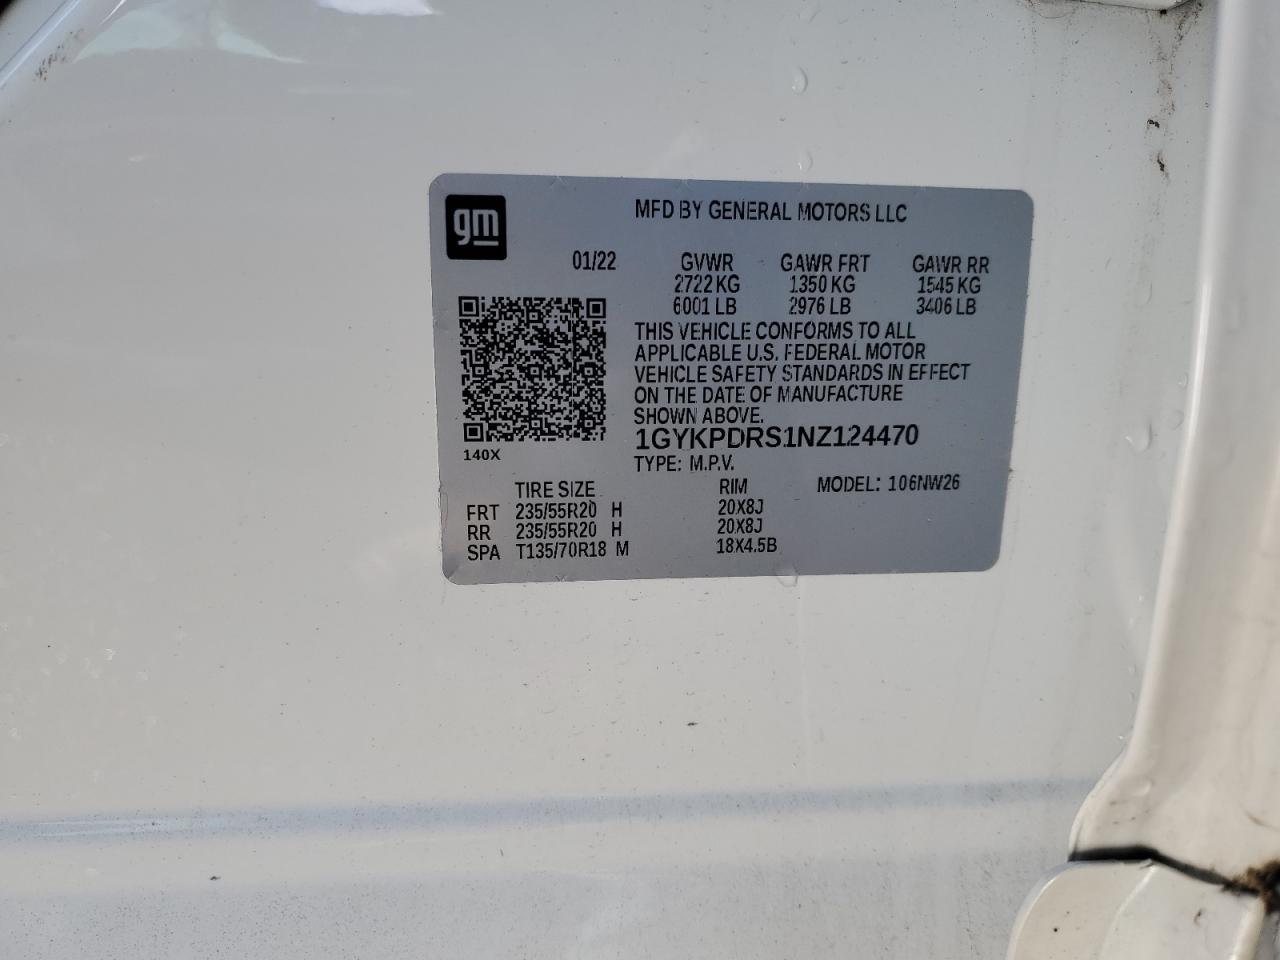 gm
MFD BY GENERAL MOTORS LLC
01/22 GVWR GAWR FRT GAWR RR
2722 KG 1350 KG 1545 KG
6001 LB 2976 LB 3406 LB
THIS VEHICLE CONFORMS TO ALL
APPLICABLE U.S. FEDERAL MOTOR
VEHICLE SAFETY STANDARDS IN EFFECT
ON THE DATE OF MANUFACTURE
SHOWN ABOVE.
1GYKPDRS1NZ124470
140X
TYPE: M.P.V.
TIRE SIZE RIM MODEL: 106NW26
FRT 235/55R20 H 20X8J
RR 235/55R20 H 20X8J
SPA T135/70R18 M 18X4.5B